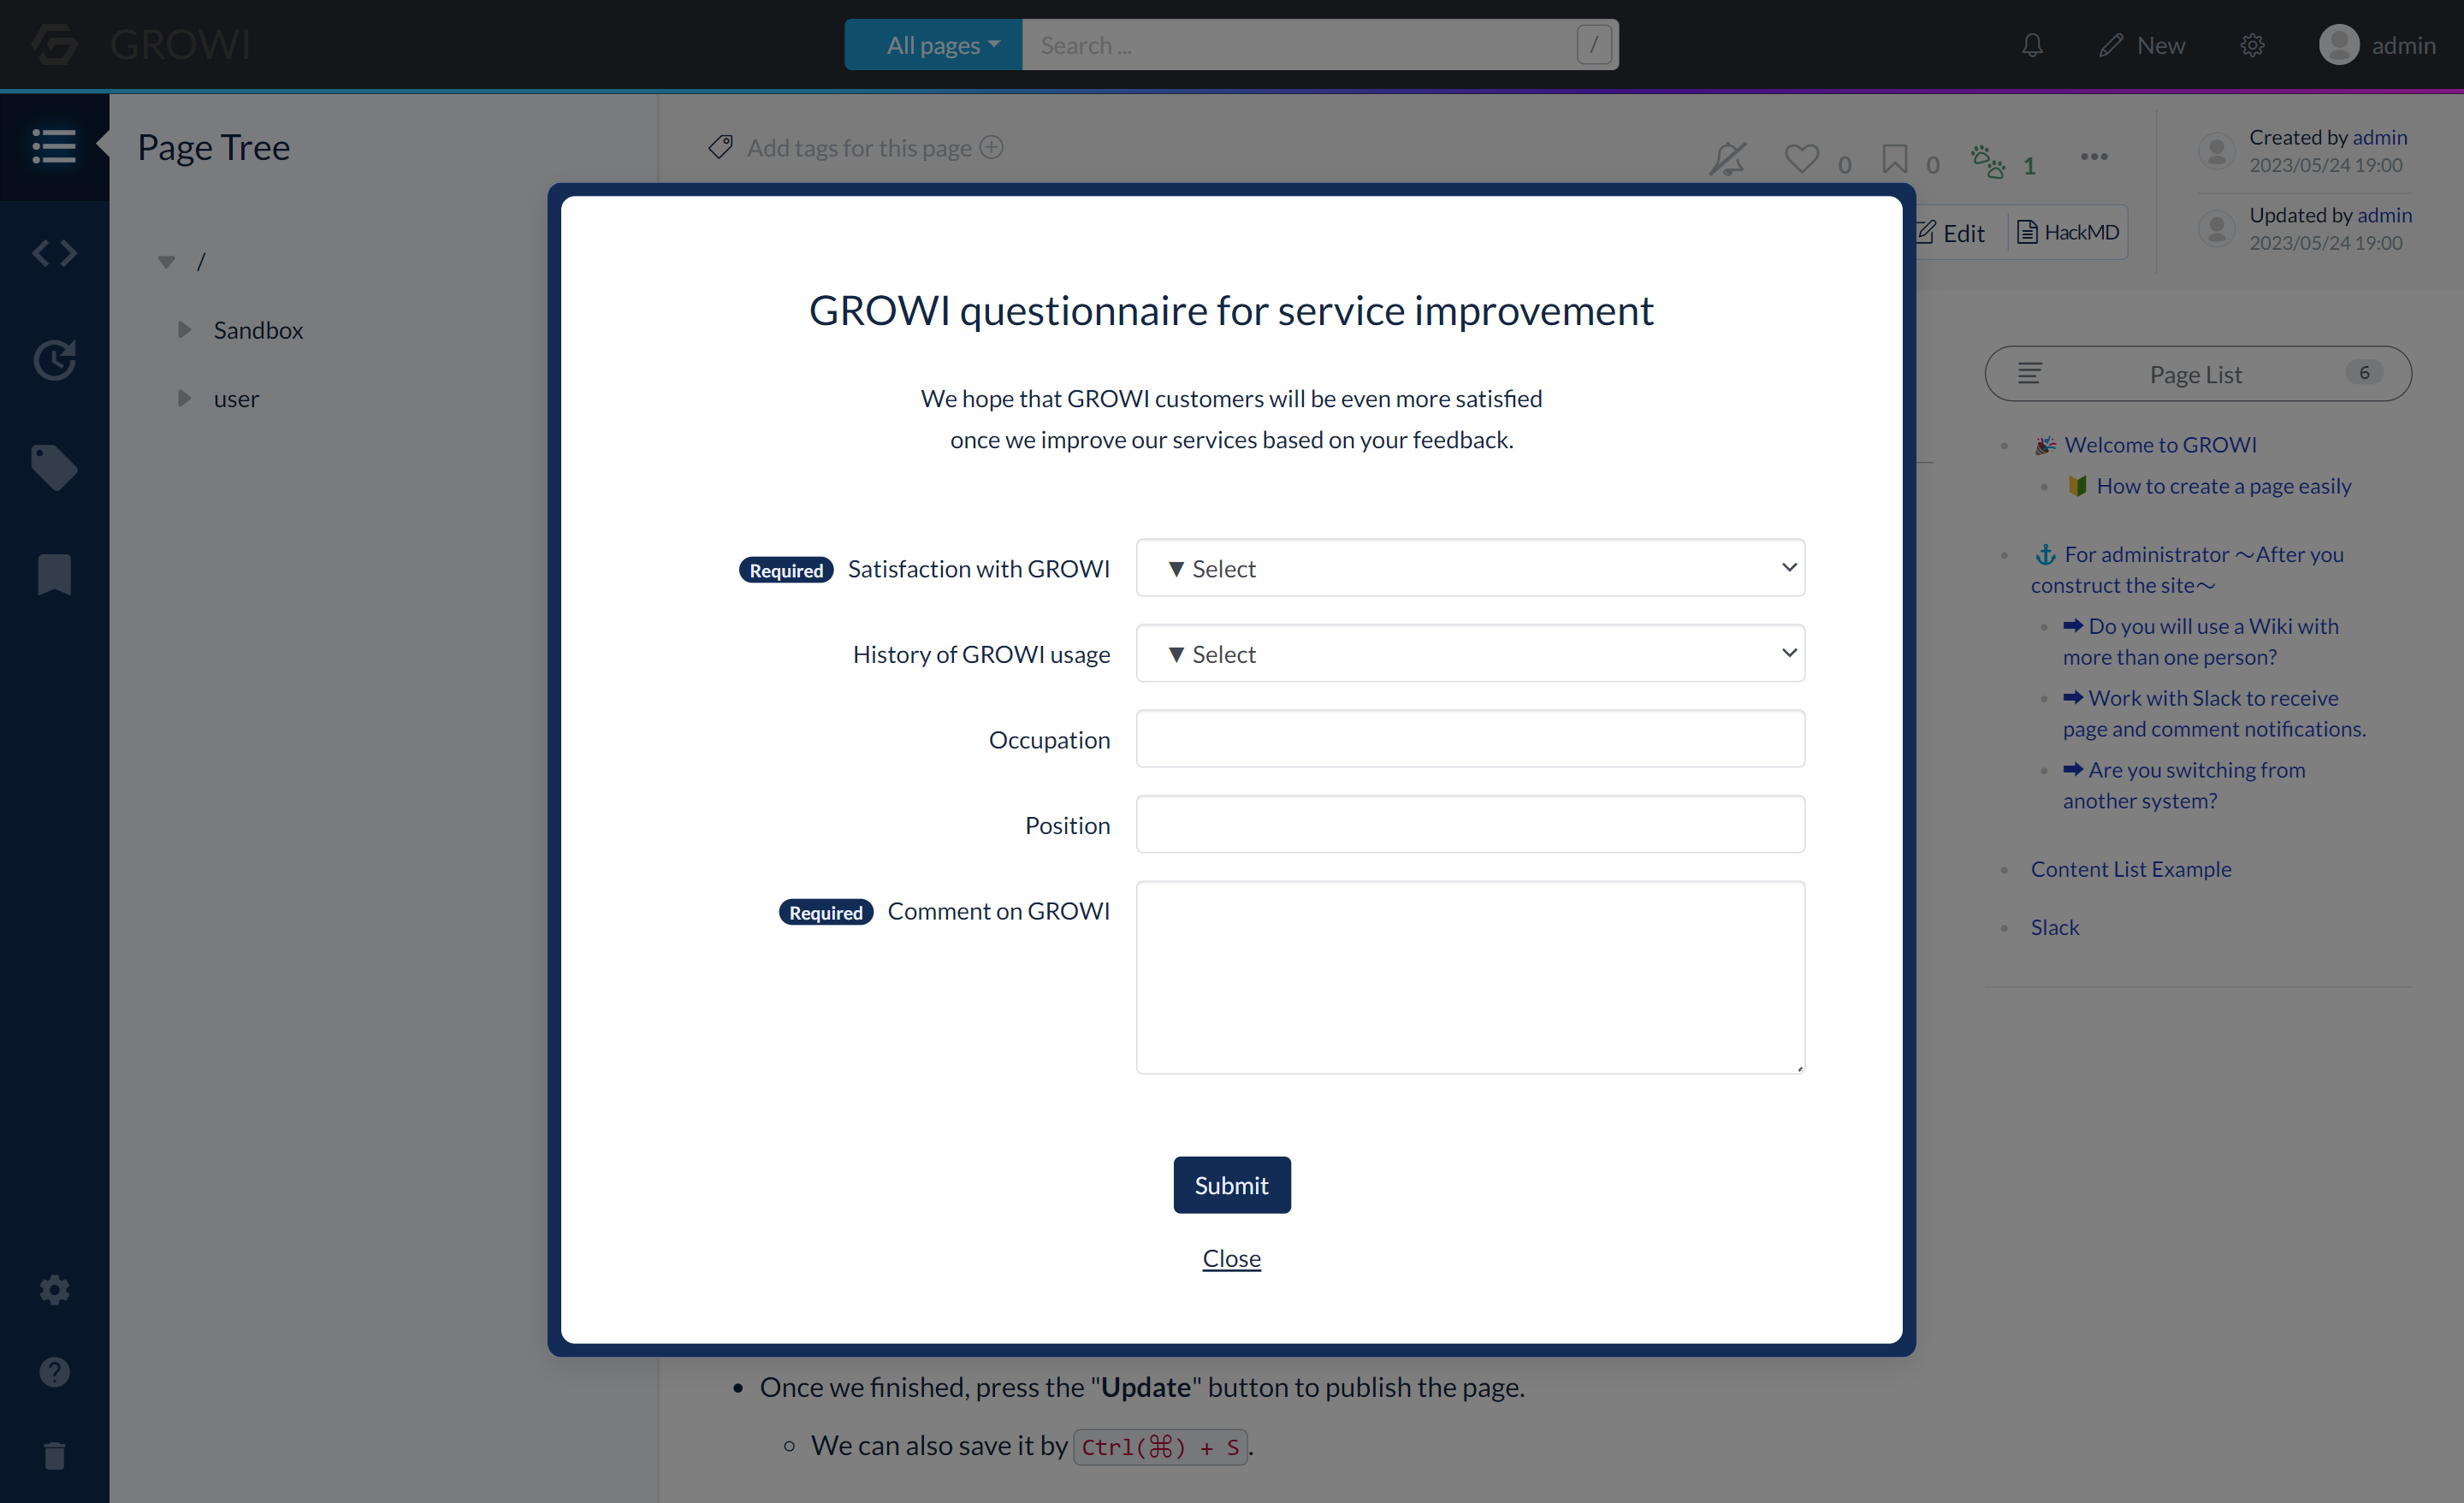 GROWI
All pages
Search ...
/
New
admin
Page Tree
/
Sandbox
user
Add tags for this page
0
0
1
Edit
HackMD
Created by admin
2023/05/24 19:00
Updated by admin
2023/05/24 19:00
GROWI questionnaire for service improvement
We hope that GROWI customers will be even more satisfied
once we improve our services based on your feedback.
Required Satisfaction with GROWI
▼ Select
History of GROWI usage
▼ Select
Occupation
Position
Required Comment on GROWI
Submit
Close
Page List
6
Welcome to GROWI
How to create a page easily
For administrator ～After you
construct the site～
Do you will use a Wiki with
more than one person?
Work with Slack to receive
page and comment notifications.
Are you switching from
another system?
Content List Example
Slack
Once we finished, press the "Update" button to publish the page.
We can also save it by Ctrl(⌘) + S.